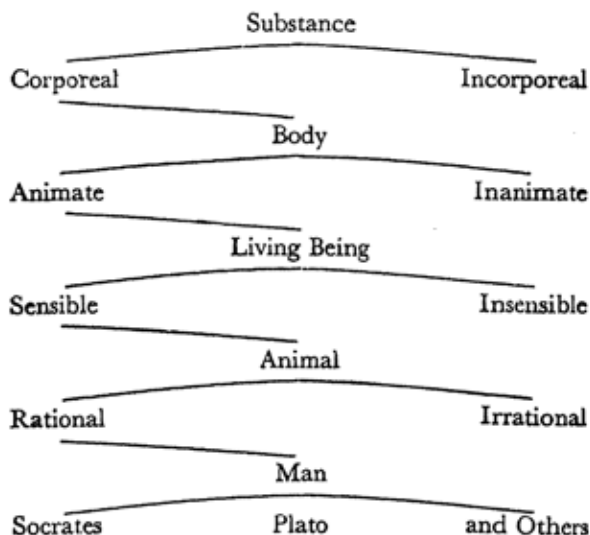 Substance
Corporeal Incorporeal
Body
Animate Inanimate
Living Being
Sensible Insensible
Animal
Rational Irrational
Man
Socrates Plato and Others